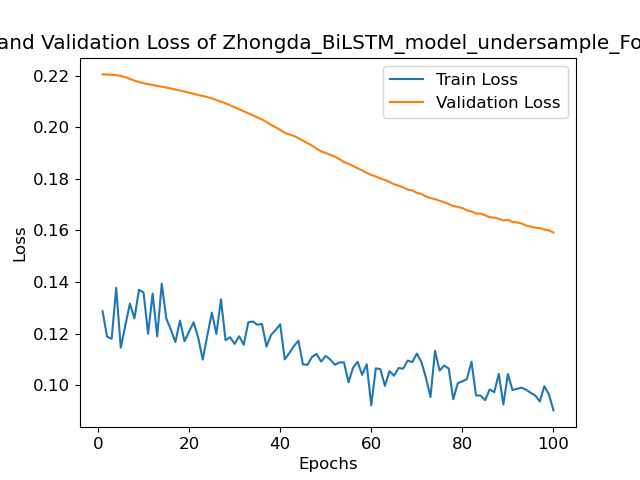 and Validation Loss of Zhongda_BiLSTM_model_undersample_Fo
Train Loss
Validation Loss
0.22
0.20
0.18
0.16
0.14
0.12
0.10
Loss
0 20 40 60 80 100
Epochs